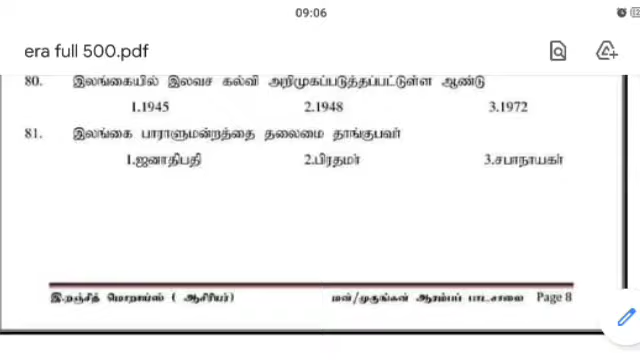 09:06
era full 500.pdf
80. இலங்கையில் இலவச கல்வி அறிமுகப்படுத்தப்பட்டுள்ள ஆண்டு
1.1945 2.1948 3.1972
81. இலங்கை பாராளுமன்றத்தை தலைமை தாங்குபவர்
1.ஜனாதிபதி 2.பிரதமர் 3.சபாநாயகர்
இ.றஞ்சித் மொறாய்ஸ் ( ஆசிரியர்) மன்/முருங்கன் ஆரம்பப் பாடசாலை Page 8